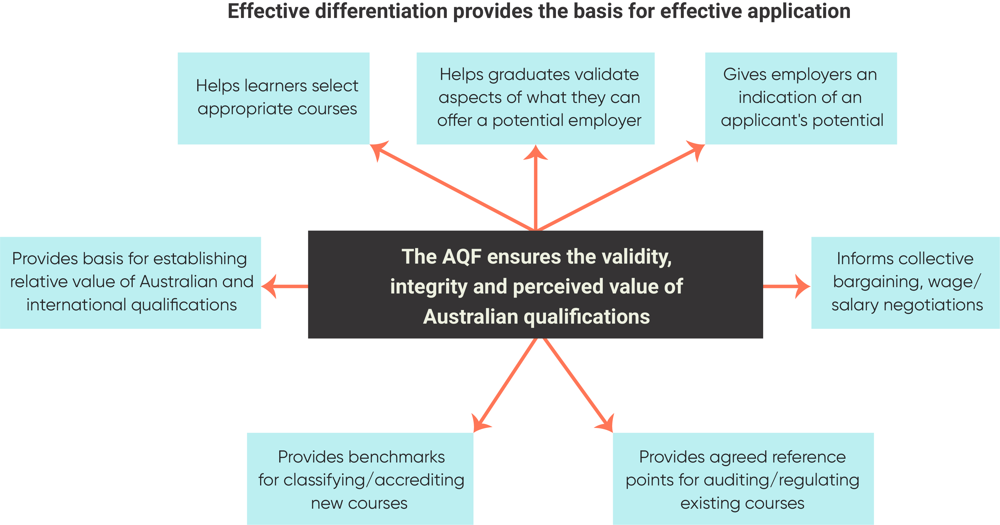 Effective differentiation provides the basis for effective application
Helps learners select
appropriate courses
Helps graduates validate
aspects of what they can
offer a potential employer
Gives employers an
indication of an
applicant's potential
Provides basis for establishing
relative value of Australian and
international qualifications
The AQF ensures the validity,
integrity and perceived value of
Australian qualifications
Informs collective
bargaining, wage/
salary negotiations
Provides benchmarks
for classifying/accrediting
new courses
Provides agreed reference
points for auditing/regulating
existing courses